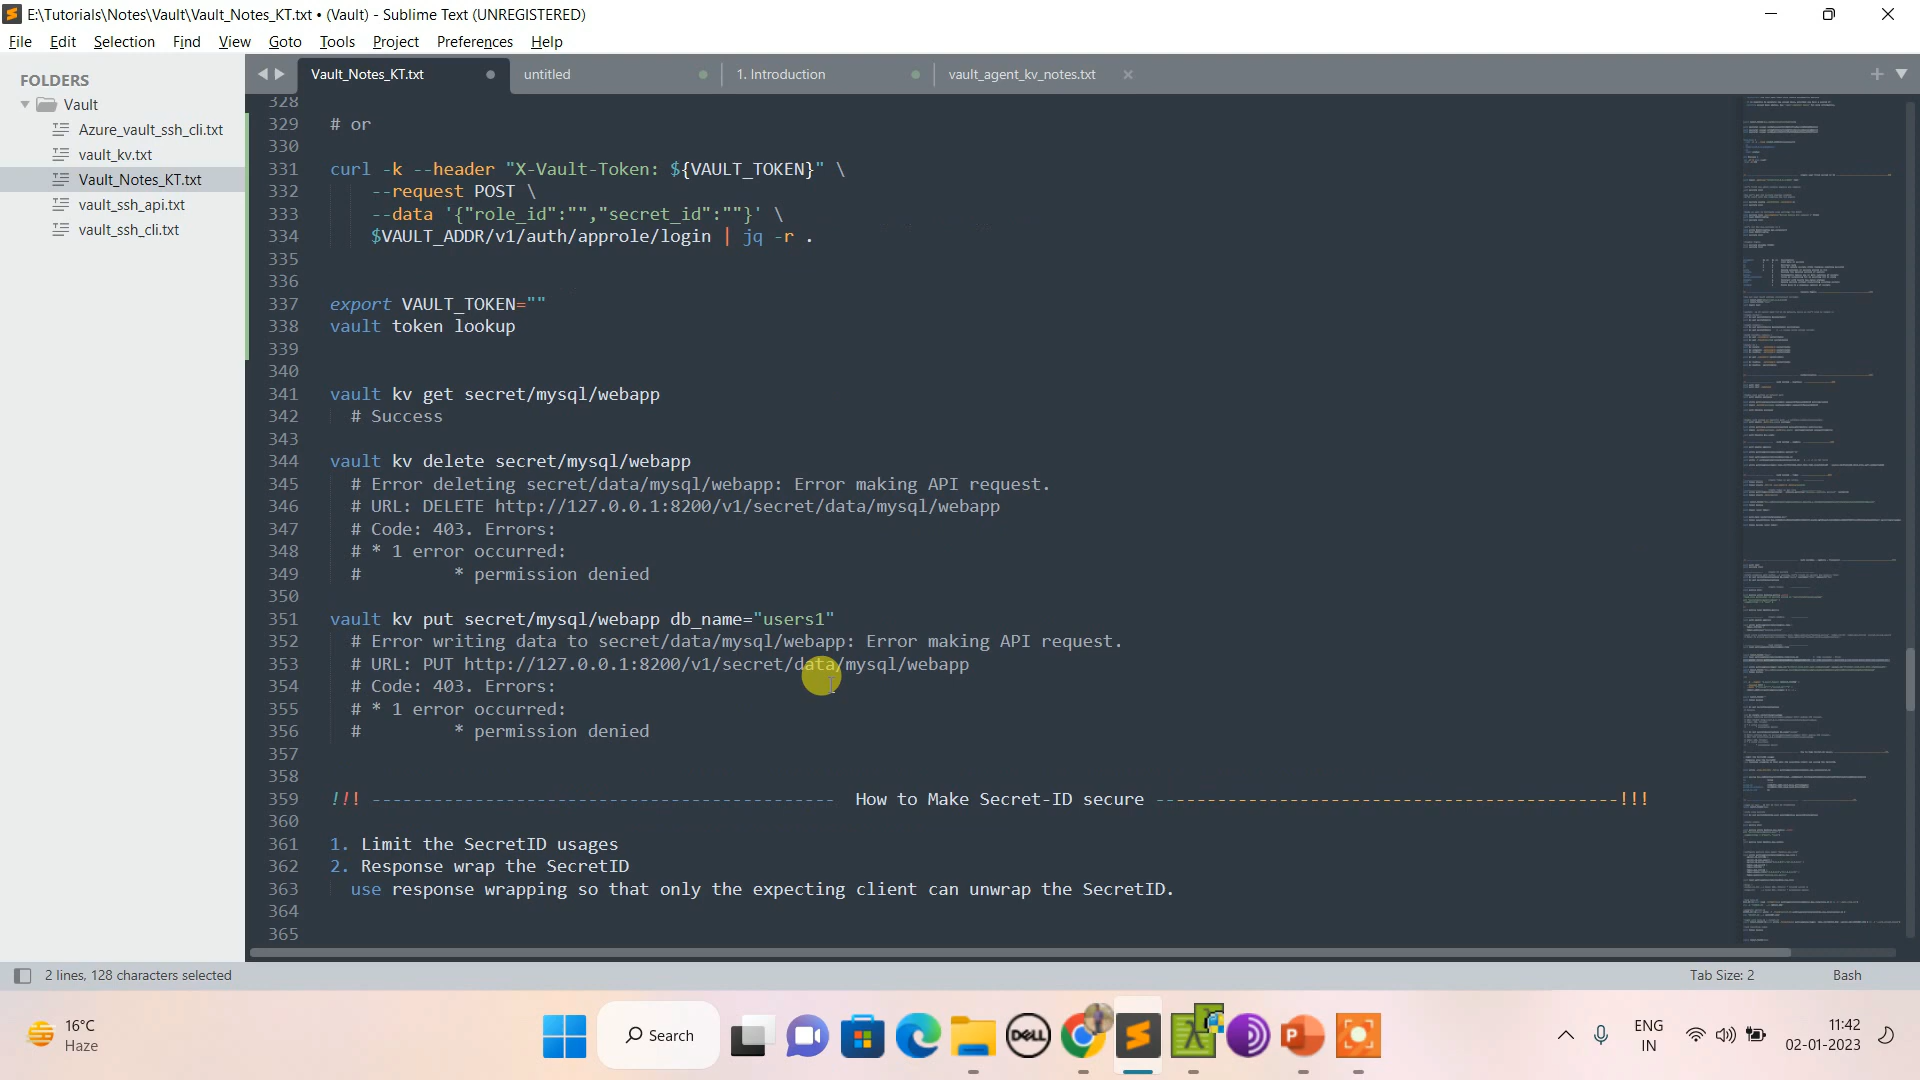 E:\Tutorials\Notes\Vault\Vault_Notes_KT.txt • (Vault) - Sublime Text (UNREGISTERED)
File Edit Selection Find View Goto Tools Project Preferences Help
FOLDERS
Vault
Azure_vault_ssh_cli.txt
vault_kv.txt
Vault_Notes_KT.txt
vault_ssh_api.txt
vault_ssh_cli.txt
Vault_Notes_KT.txt untitled 1. Introduction vault_agent_kv_notes.txt
328
329 # or
330
331 curl -k --header "X-Vault-Token: ${VAULT_TOKEN}" \
332 --request POST \
333 --data '{"role_id":"","secret_id":""}' \
334 $VAULT_ADDR/v1/auth/approle/login | jq -r .
335
336
337 export VAULT_TOKEN=""
338 vault token lookup
339
340
341 vault kv get secret/mysql/webapp
342 # Success
343
344 vault kv delete secret/mysql/webapp
345 # Error deleting secret/data/mysql/webapp: Error making API request.
346 # URL: DELETE http://127.0.0.1:8200/v1/secret/data/mysql/webapp
347 # Code: 403. Errors:
348 # * 1 error occurred:
349 # * permission denied
350
351 vault kv put secret/mysql/webapp db_name="users1"
352 # Error writing data to secret/data/mysql/webapp: Error making API request.
353 # URL: PUT http://127.0.0.1:8200/v1/secret/data/mysql/webapp
354 # Code: 403. Errors:
355 # * 1 error occurred:
356 # * permission denied
357
358
359 !!! --------------------------------------------- How to Make Secret-ID secure ---------------------------------------------!!!
360
361 1. Limit the SecretID usages
362 2. Response wrap the SecretID
363 use response wrapping so that only the expecting client can unwrap the SecretID.
364
365
2 lines, 128 characters selected Tab Size: 2 Bash
16°C
Haze
Search
DELL
ENG
IN
11:42
02-01-2023